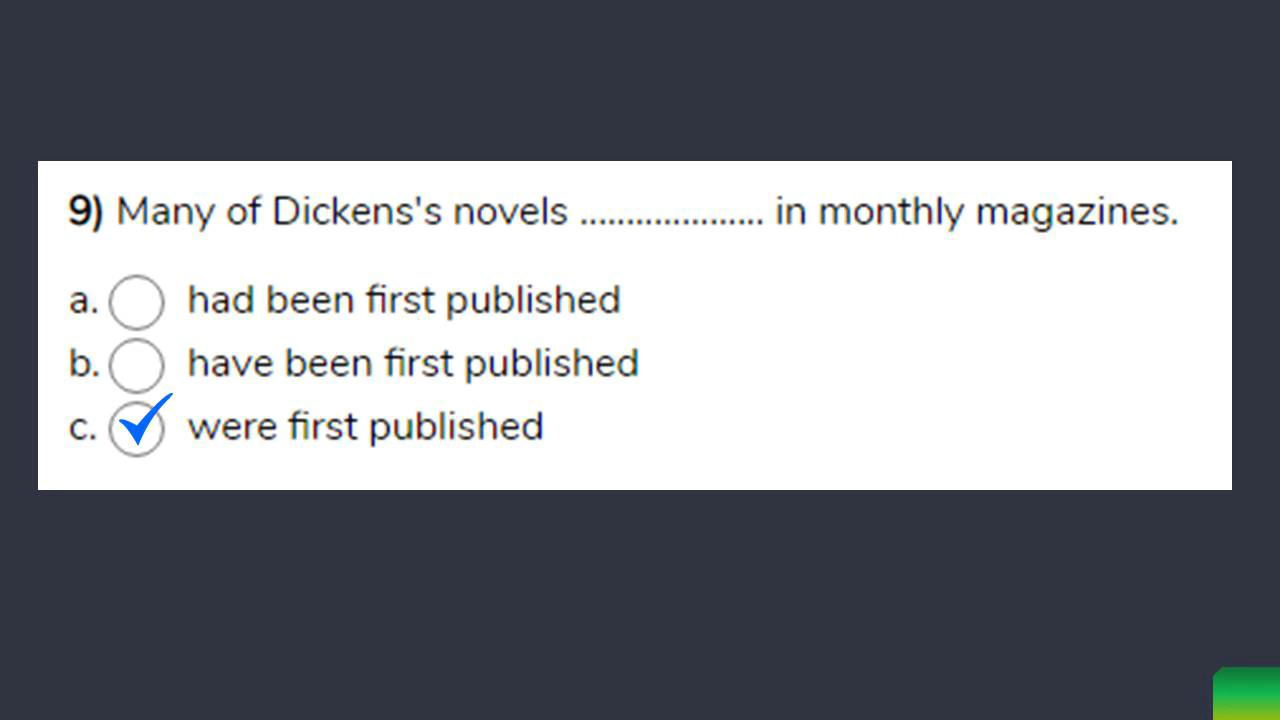 9) Many of Dickens's novels .................... in monthly magazines.
a. had been first published
b. have been first published
c. were first published